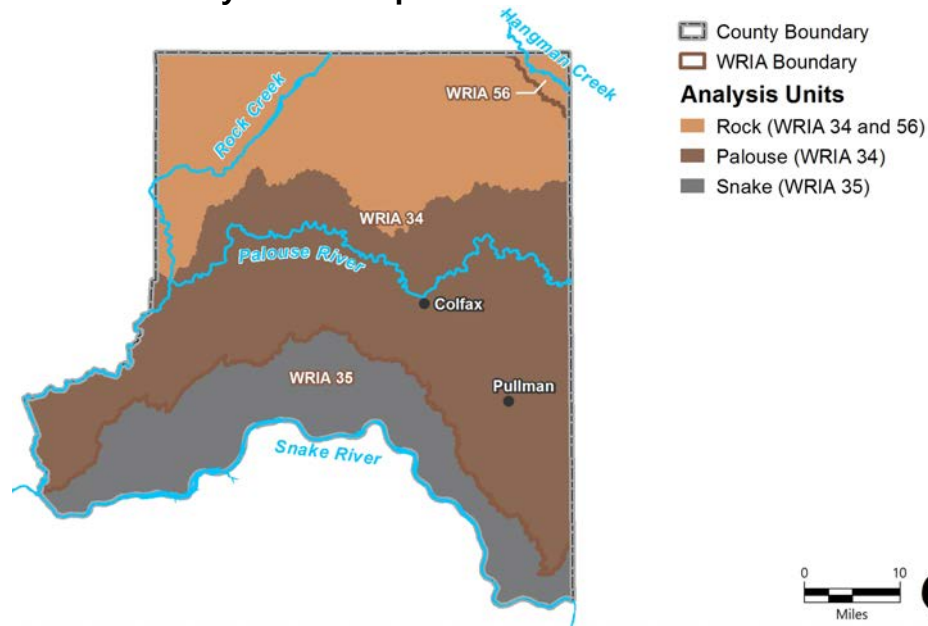 Hangman Creek
WRIA 56
Rock Creek
WRIA 34
Palouse River
Colfax
WRIA 35
Pullman
Snake River
County Boundary
WRIA Boundary
Analysis Units
Rock (WRIA 34 and 56)
Palouse (WRIA 34)
Snake (WRIA 35)
0 10
Miles